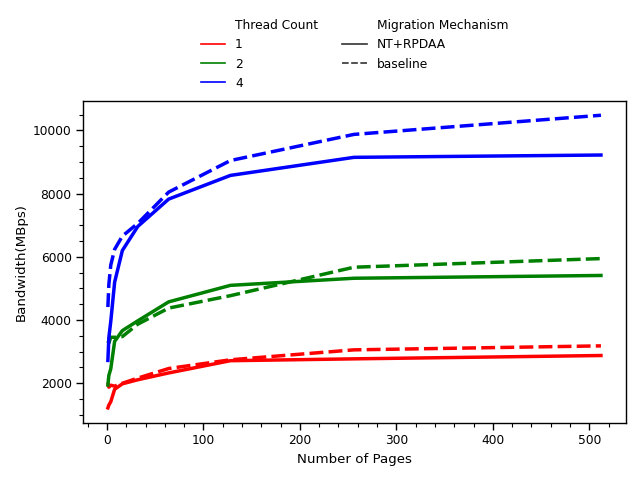 Thread Count
1
2
4
Migration Mechanism
NT+RPDAA
baseline
10000
8000
6000
4000
2000
Bandwidth(MBps)
0 100 200 300 400 500
Number of Pages